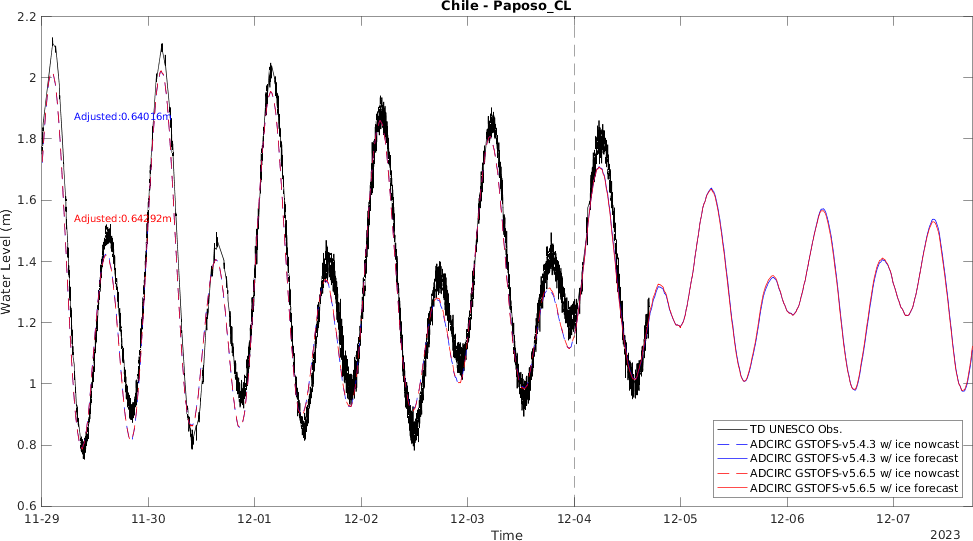 Chile - Paposo_CL
2.2
2
1.8
1.6
1.4
1.2
1
0.8
0.6
Water Level (m)
Adjusted:0.64016m
Adjusted:0.64292m
TD UNESCO Obs.
ADCIRC GSTOFS-v5.4.3 w/ ice nowcast
ADCIRC GSTOFS-v5.4.3 w/ ice forecast
ADCIRC GSTOFS-v5.6.5 w/ ice nowcast
ADCIRC GSTOFS-v5.6.5 w/ ice forecast
11-29 11-30 12-01 12-02 12-03 12-04 12-05 12-06 12-07
Time
2023